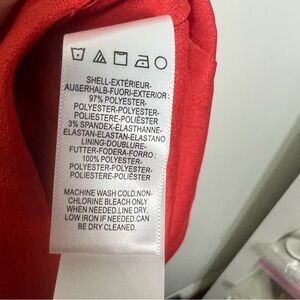 SHELL-EXTÉRIEUR-
AUßERHALB-FUORI-EXTERIOR:
97% POLYESTER-
POLYESTER-POLYESTER-
POLIESTERE-POLIÉSTER
3% SPANDEX-ÉLASTHANNE-
ELASTAN-ELASTAN-ELASTANO
LINING-DOUBLURE-
FUTTER-FODERA-FORRO:
100% POLYESTER-
POLYESTER-POLYESTER-
POLYESTER-POLIÉSTER
MACHINE WASH COLD.NON-
CHLORINE BLEACH ONLY
WHEN NEEDED.LINE DRY.
LOW IRON IF NEEDED.CAN
BE DRY CLEANED.